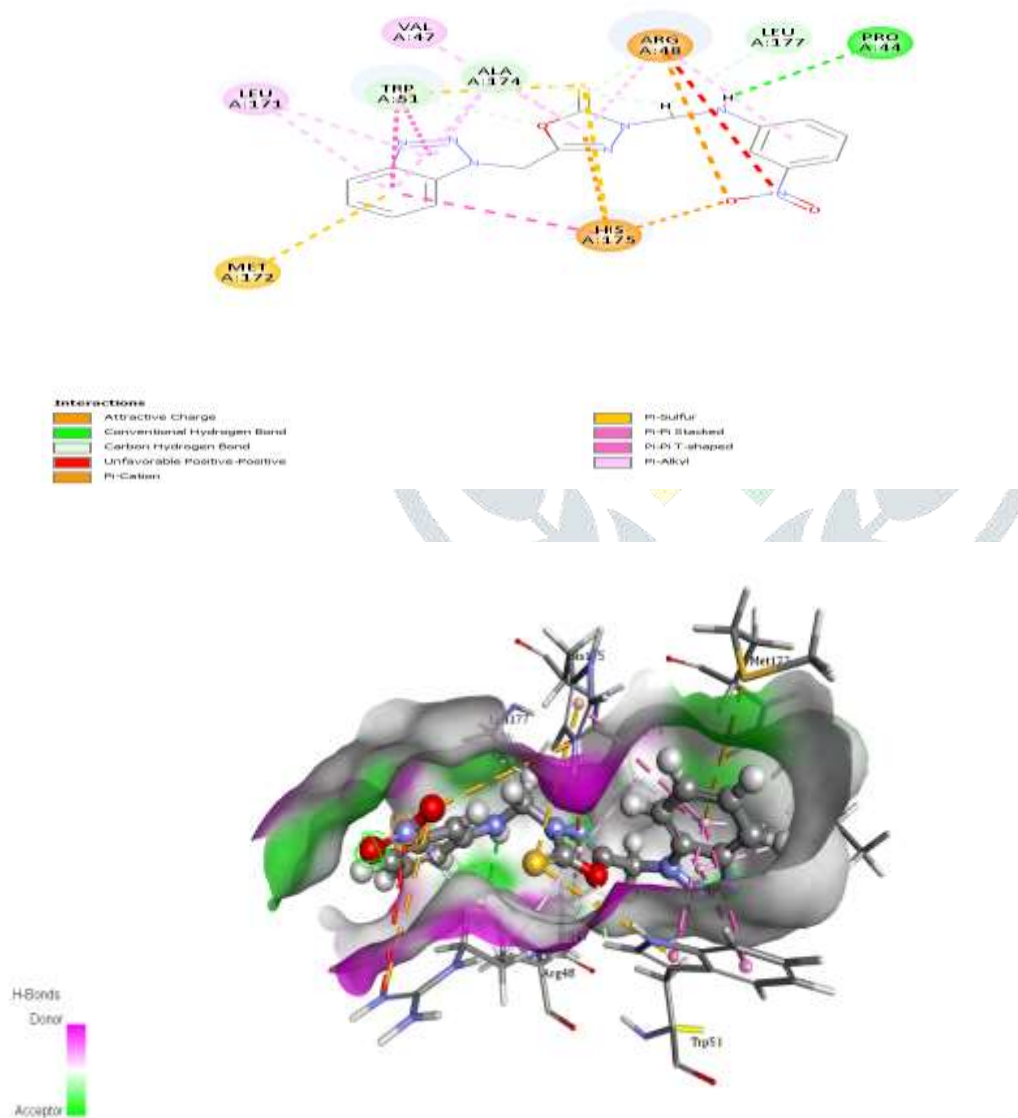 VAL
A:47
ARG
A:48
LEU
A:177
PRO
A:44
ALA
A:174
TRP
A:51
LEU
A:171
H
H
N
N
N
O
N
N
N
O
O
HIS
A:175
MET
A:172
Interactions
Attractive Charge
Conventional Hydrogen Bond
Carbon Hydrogen Bond
Unfavorable Positive-Positive
Pi-Cation
Pi-Sulfur
Pi-Pi Stacked
Pi-Pi T-shaped
Pi-Alkyl
Arg48
Trp51
H-Bonds
Donor
Acceptor